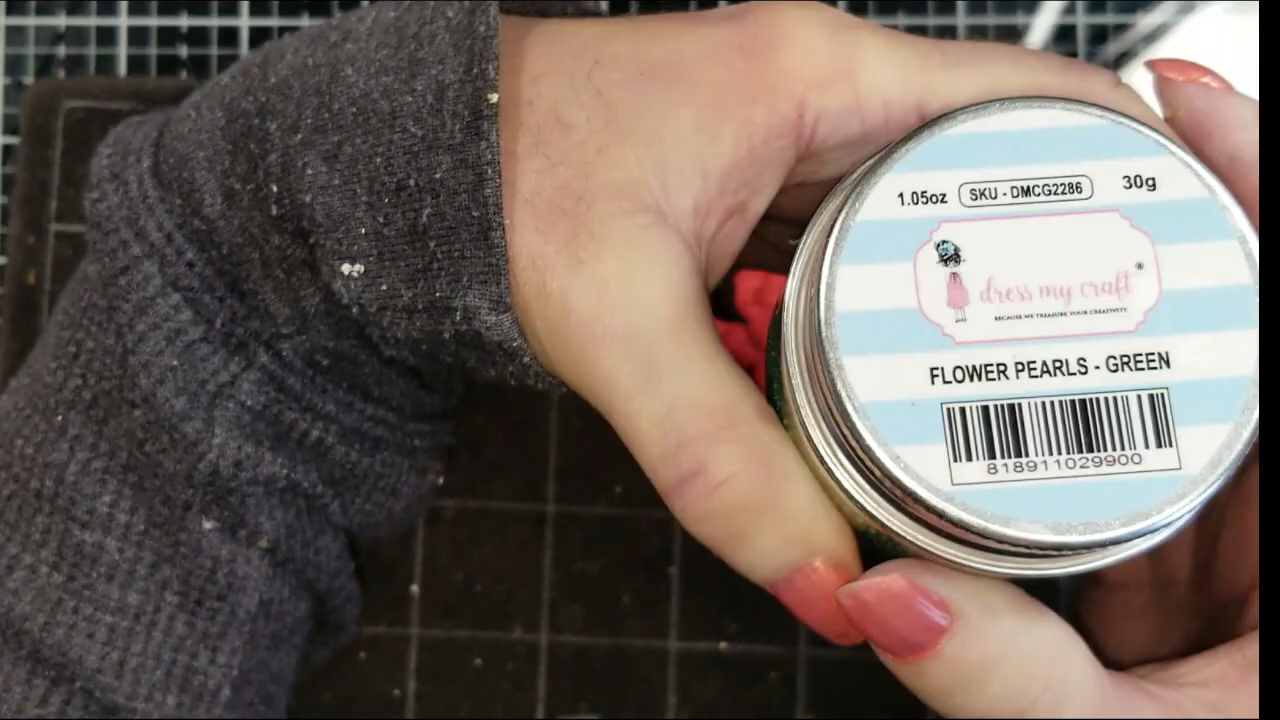 1.05oz SKU - DMCG2286 30g
dress my craft®
BECAUSE WE TREASURE YOUR CREATIVITY
FLOWER PEARLS - GREEN
818911029900